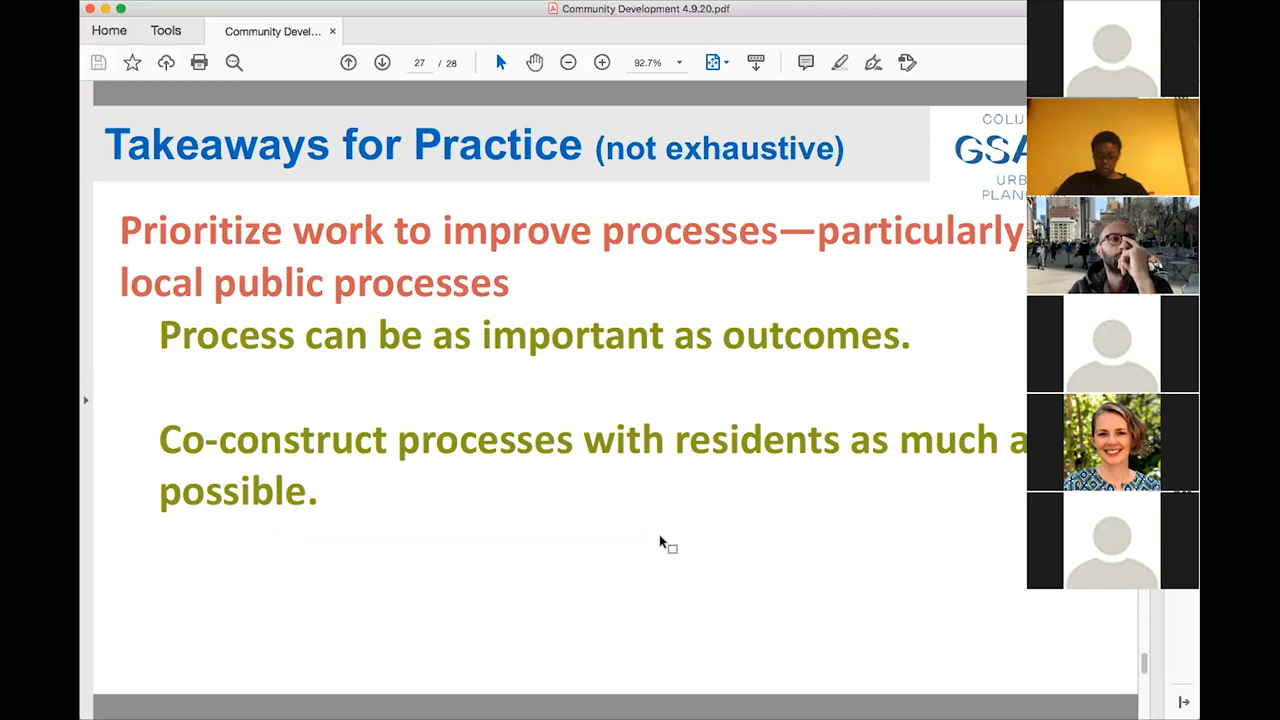 Community Development 4.9.20.pdf
Home Tools Community Devel... ×
27 / 28 92.7%
Takeaways for Practice (not exhaustive)
COLU
GSA
URB
PLAN
Prioritize work to improve processes—particularly
local public processes
Process can be as important as outcomes.
Co-construct processes with residents as much a
possible.